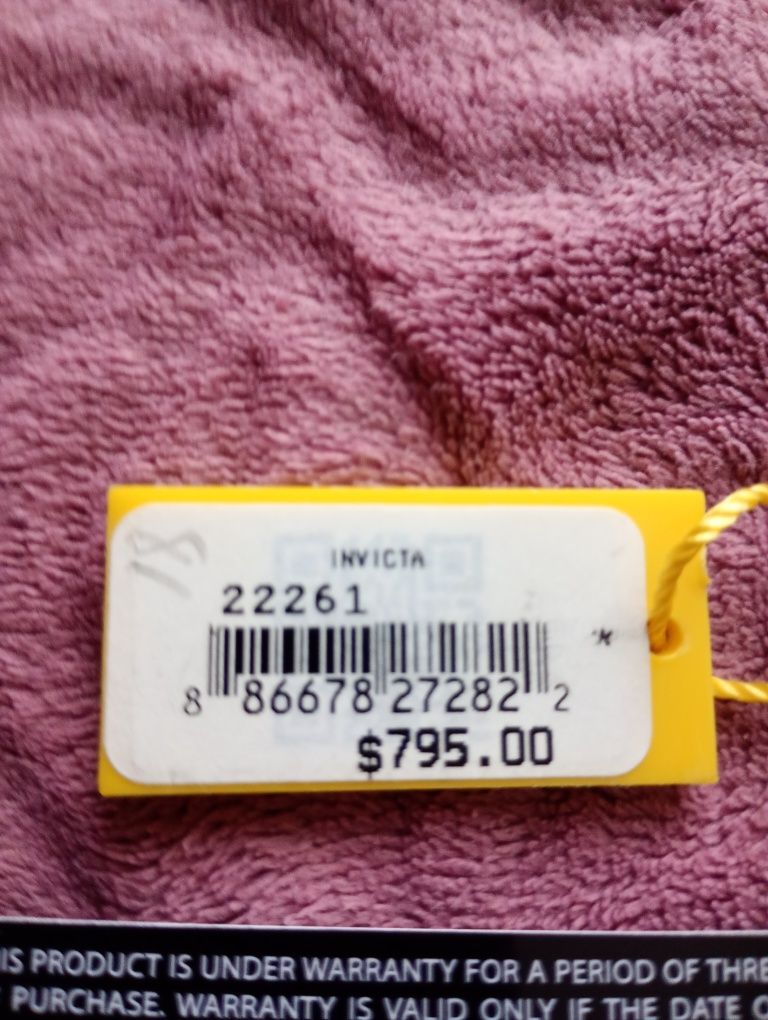 18
INVICTA
22261
8 86678 27282 2
$795.00
IS PRODUCT IS UNDER WARRANTY FOR A PERIOD OF THRE
PURCHASE. WARRANTY IS VALID ONLY IF THE DATE O